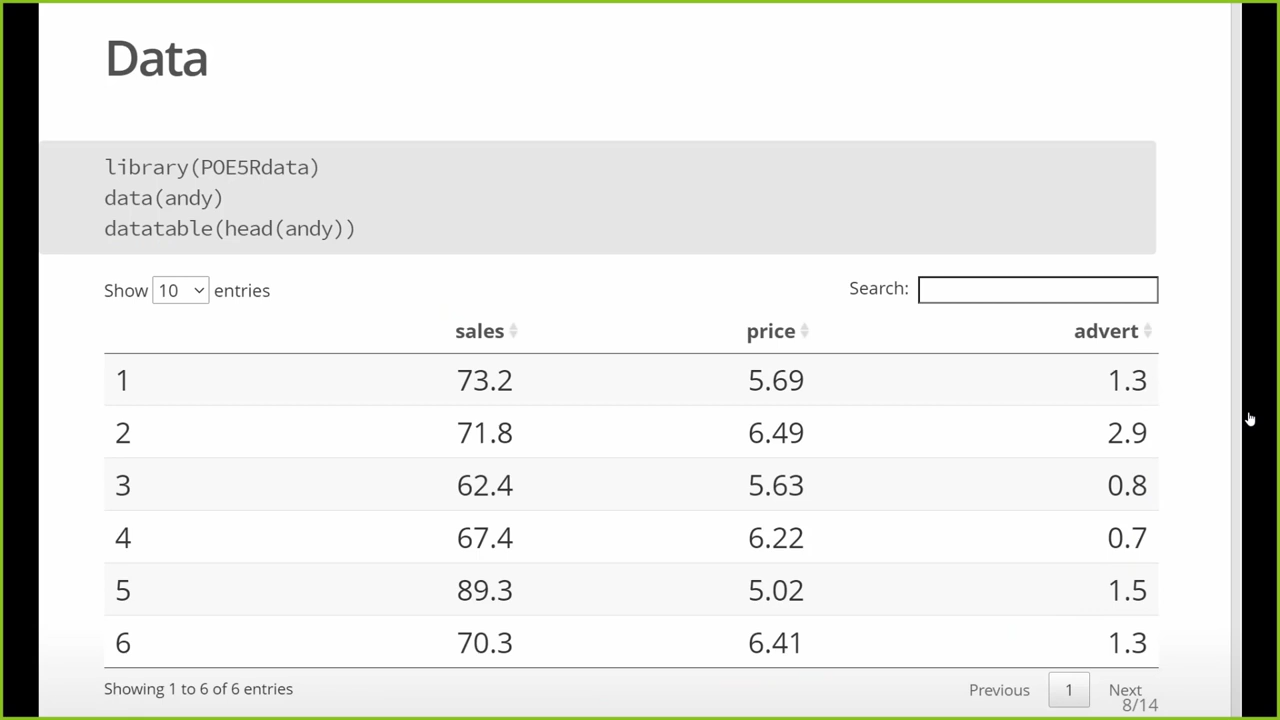 Data
library(POE5Rdata)
data(andy)
datatable(head(andy))
Show 10 entries Search:
sales price advert
1 73.2 5.69 1.3
2 71.8 6.49 2.9
3 62.4 5.63 0.8
4 67.4 6.22 0.7
5 89.3 5.02 1.5
6 70.3 6.41 1.3
Showing 1 to 6 of 6 entries Previous 1 Next
8/14